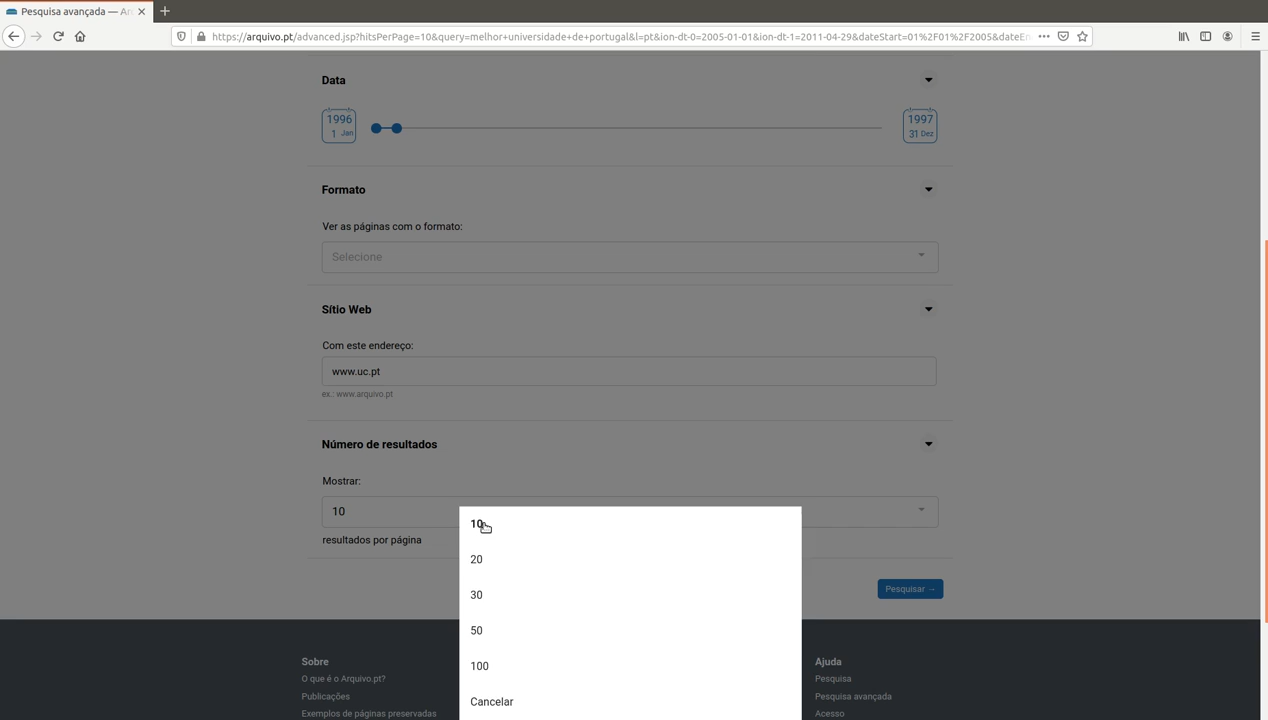 Pesquisa avançada — Ar
https://arquivo.pt/advanced.jsp?hitsPerPage=10&query=melhor+universidade+de+portugal&l=pt&ion-dt-0=2005-01-01&ion-dt-1=2011-04-29&dateStart=01%2F01%2F2005&dateEn
Data
1996
1 Jan
1997
31 Dez
Formato
Ver as páginas com o formato:
Selecione
Sítio Web
Com este endereço:
www.uc.pt
ex.: www.arquivo.pt
Número de resultados
Mostrar:
10
resultados por página
10
20
30
50
100
Cancelar
Pesquisar →
Sobre
O que é o Arquivo.pt?
Publicações
Exemplos de páginas preservadas
Ajuda
Pesquisa
Pesquisa avançada
Acesso